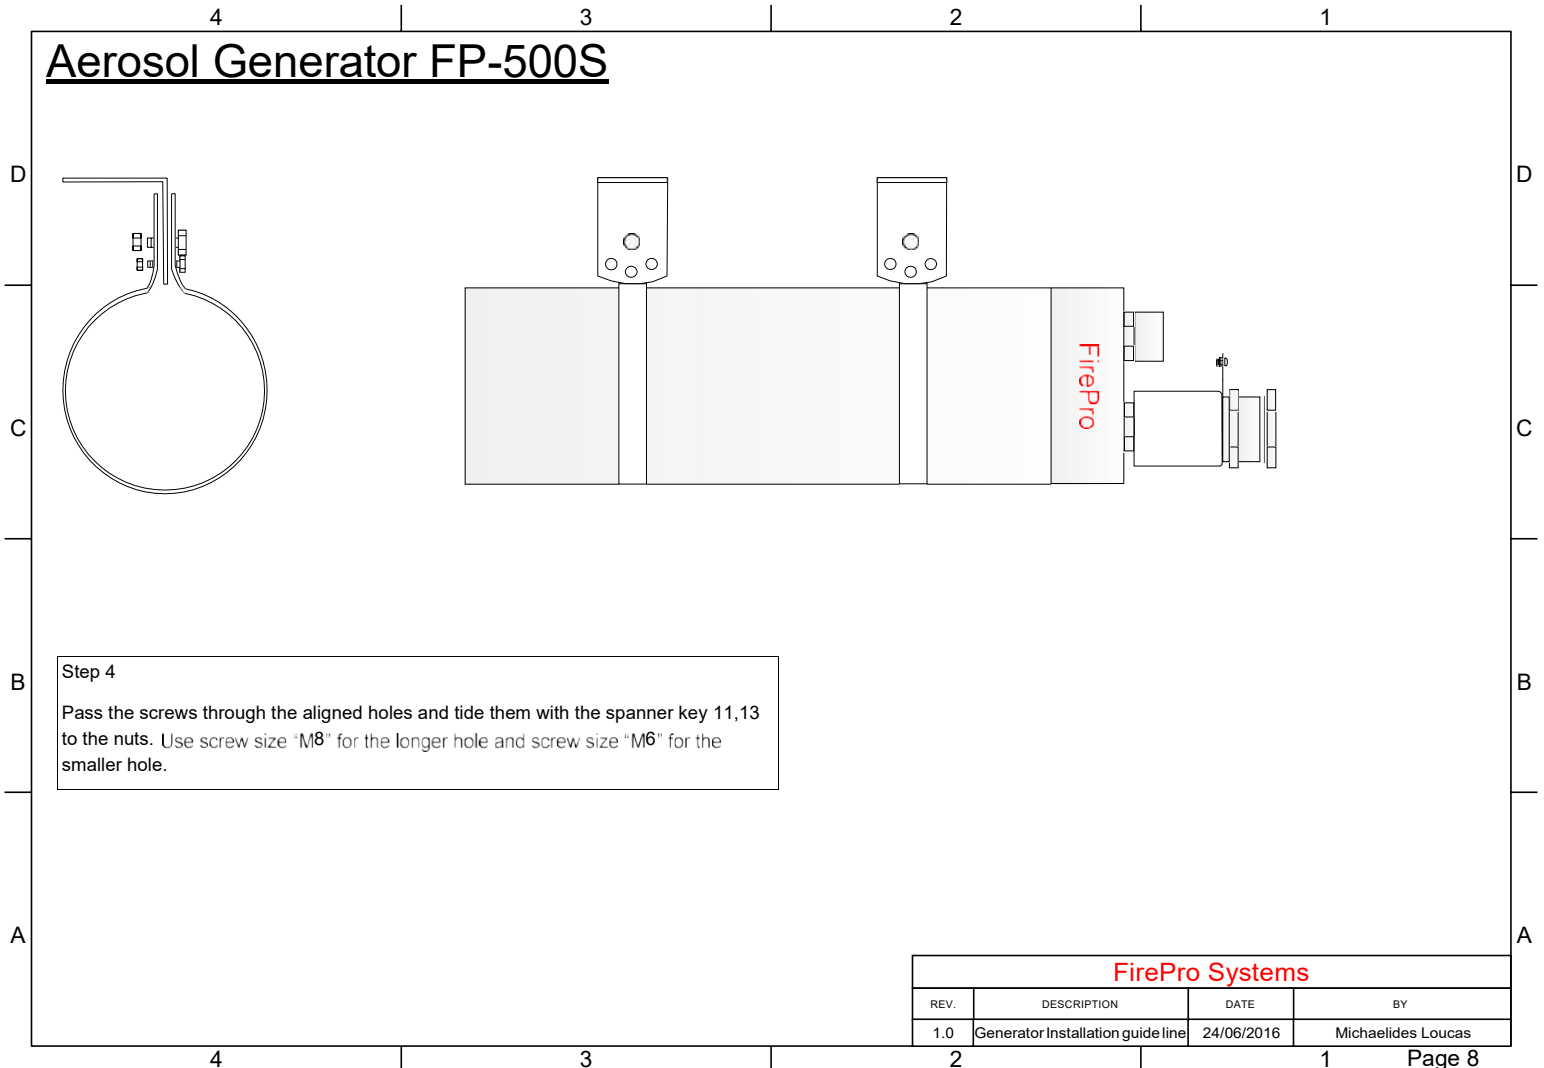 4 3 2 1
Aerosol Generator FP-500S
D D
FirePro
C C
Step 4
B B
Pass the screws through the aligned holes and tide them with the spanner key 11,13
to the nuts. Use screw size "M8" for the longer hole and screw size "M6" for the
smaller hole.
A A
FirePro Systems
REV. DESCRIPTION DATE BY
1.0 Generator Installation guide line 24/06/2016 Michaelides Loucas
4 3 2 1 Page 8